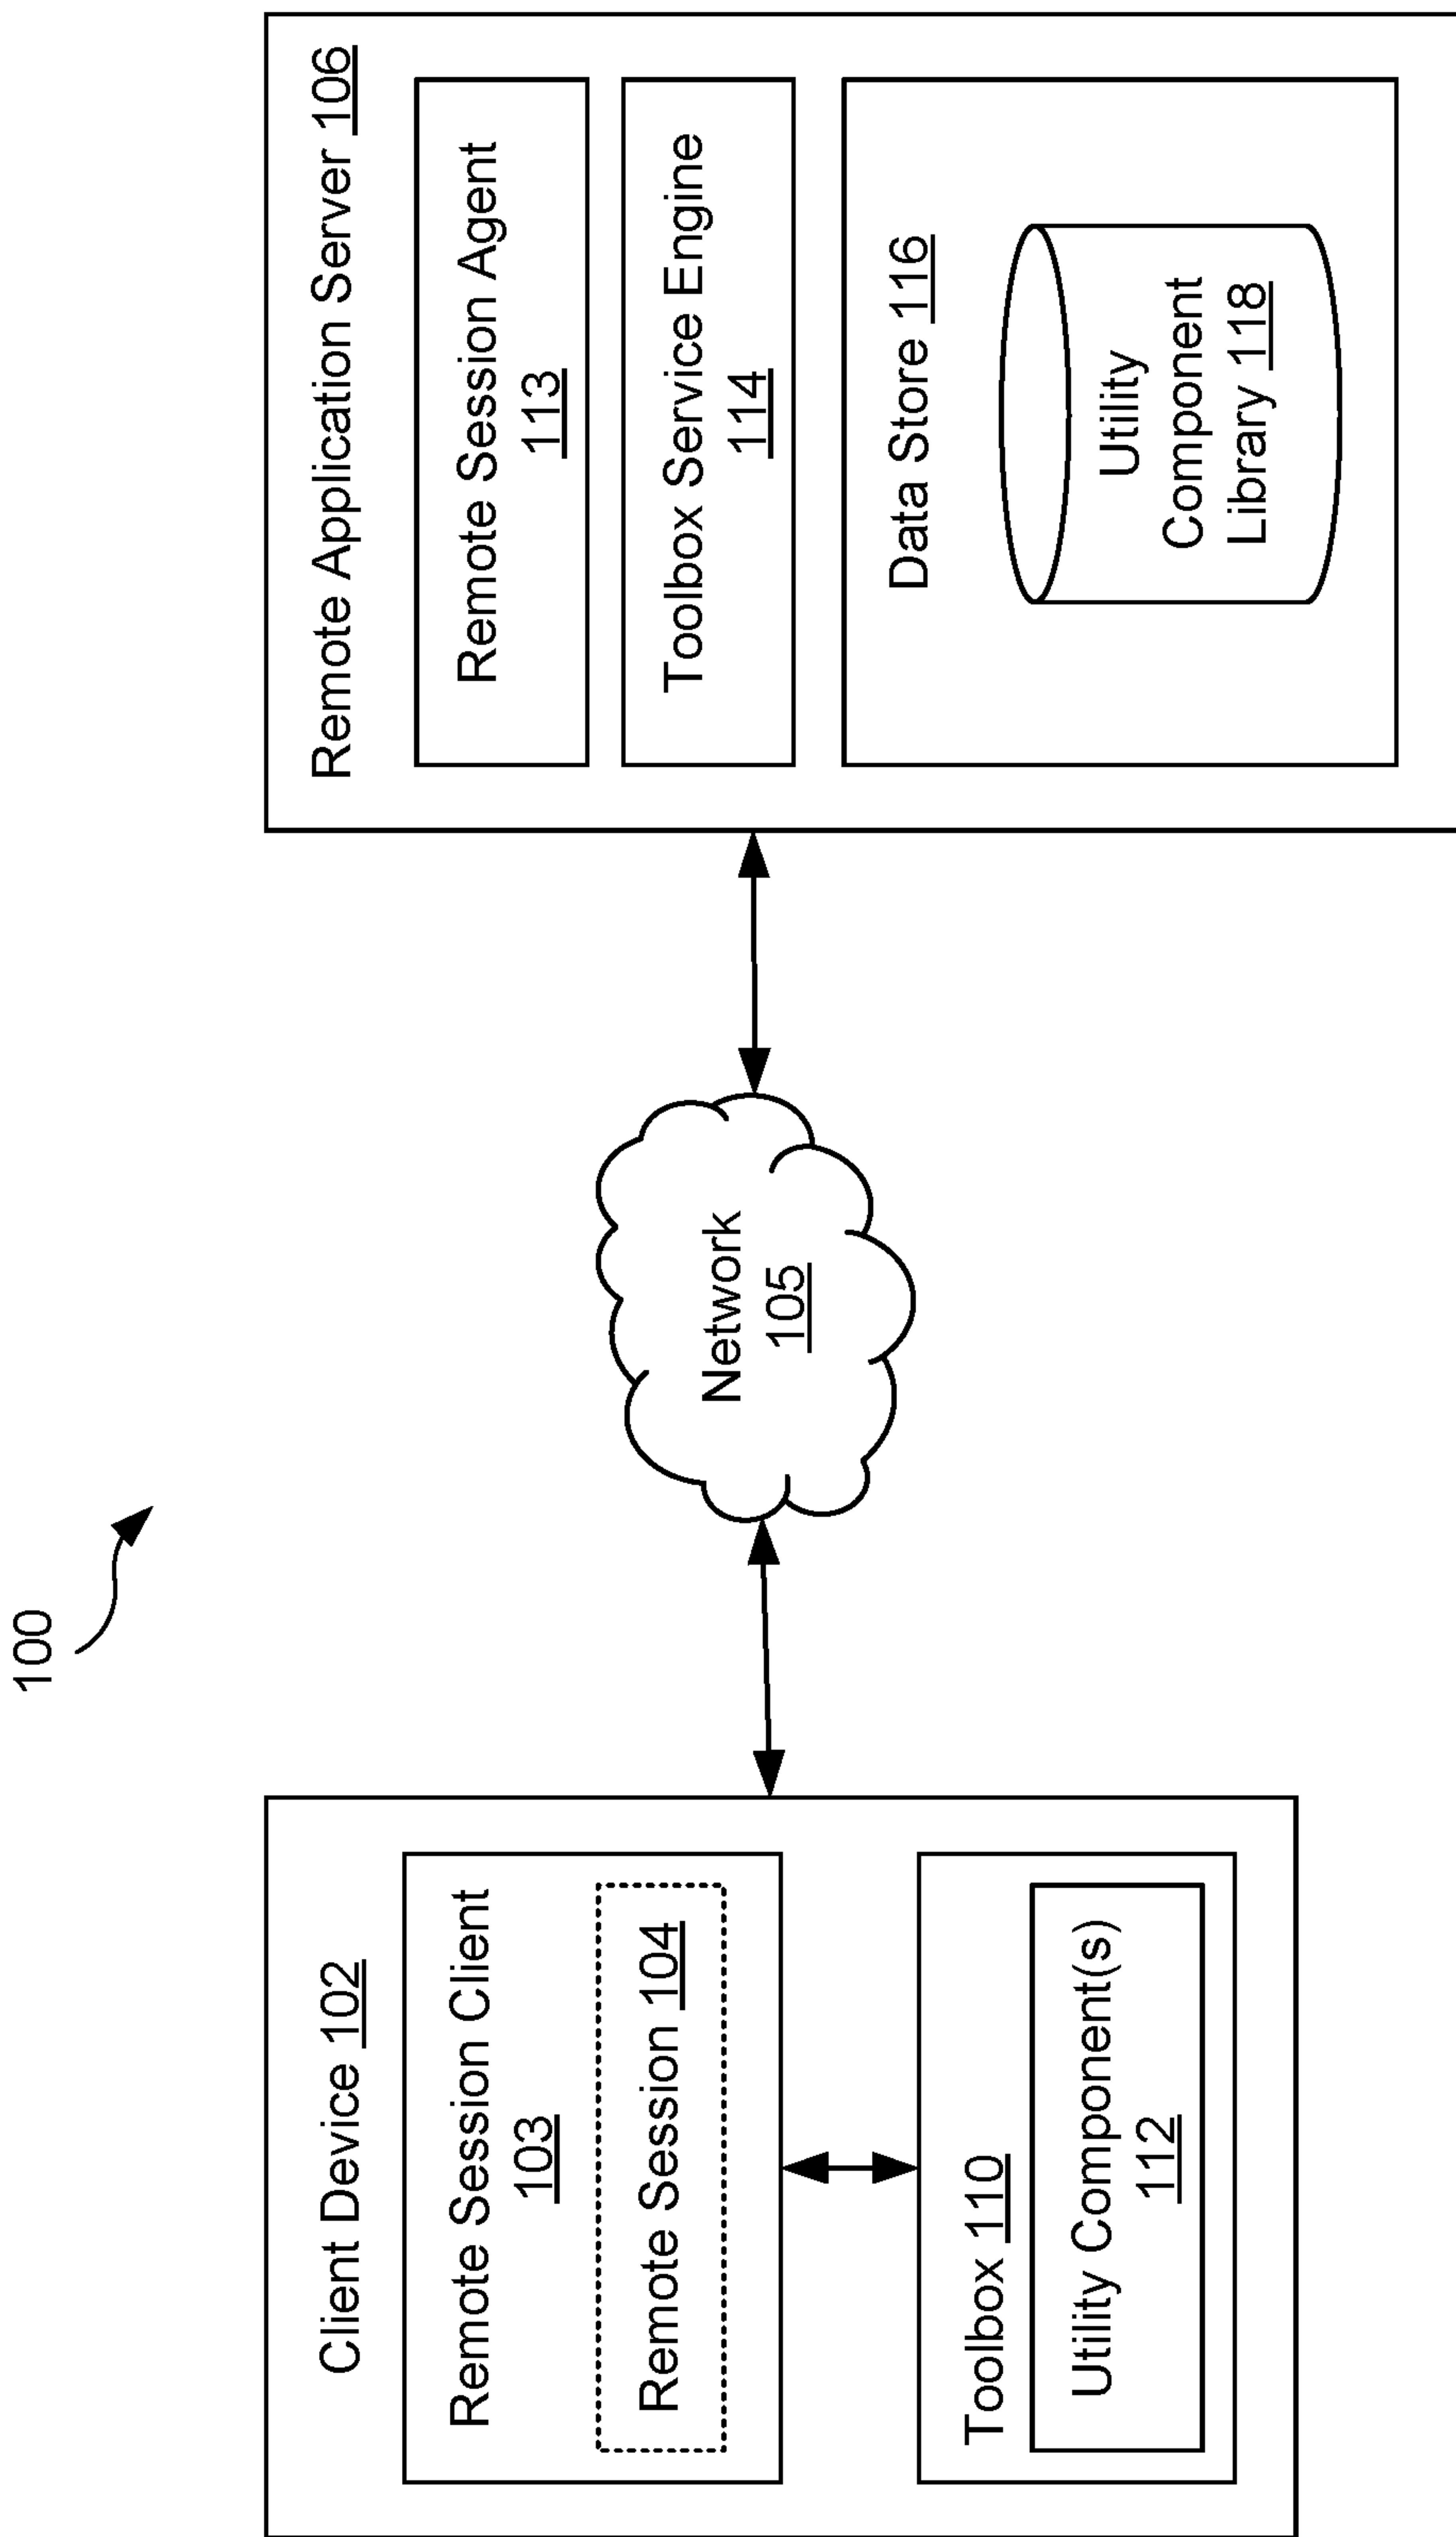 100
Client Device 102
Remote Session Client
103
Remote Session 104
Toolbox 110
Utility Component(s)
112
Network
105
Remote Application Server 106
Remote Session Agent
113
Toolbox Service Engine
114
Data Store 116
Utility
Component
Library 118